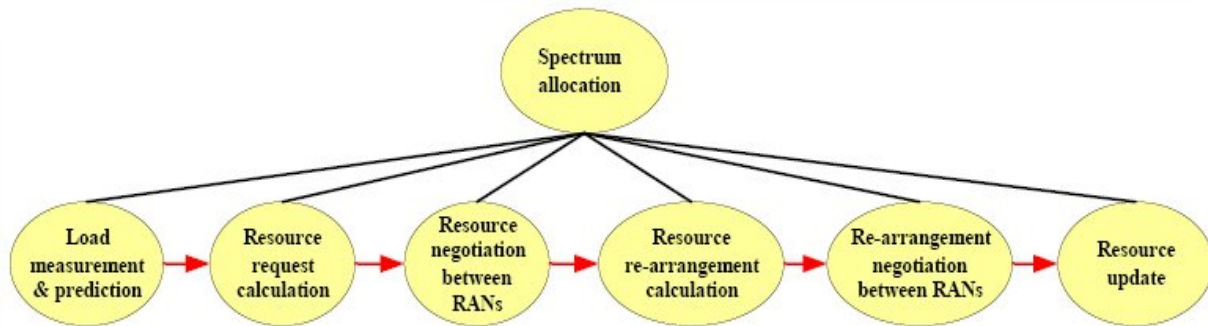 Spectrum
allocation
Load
measurement
& prediction
Resource
request
calculation
Resource
negotiation
between
RANs
Resource
re-arrangement
calculation
Re-arrangement
negotiation
between RANs
Resource
update